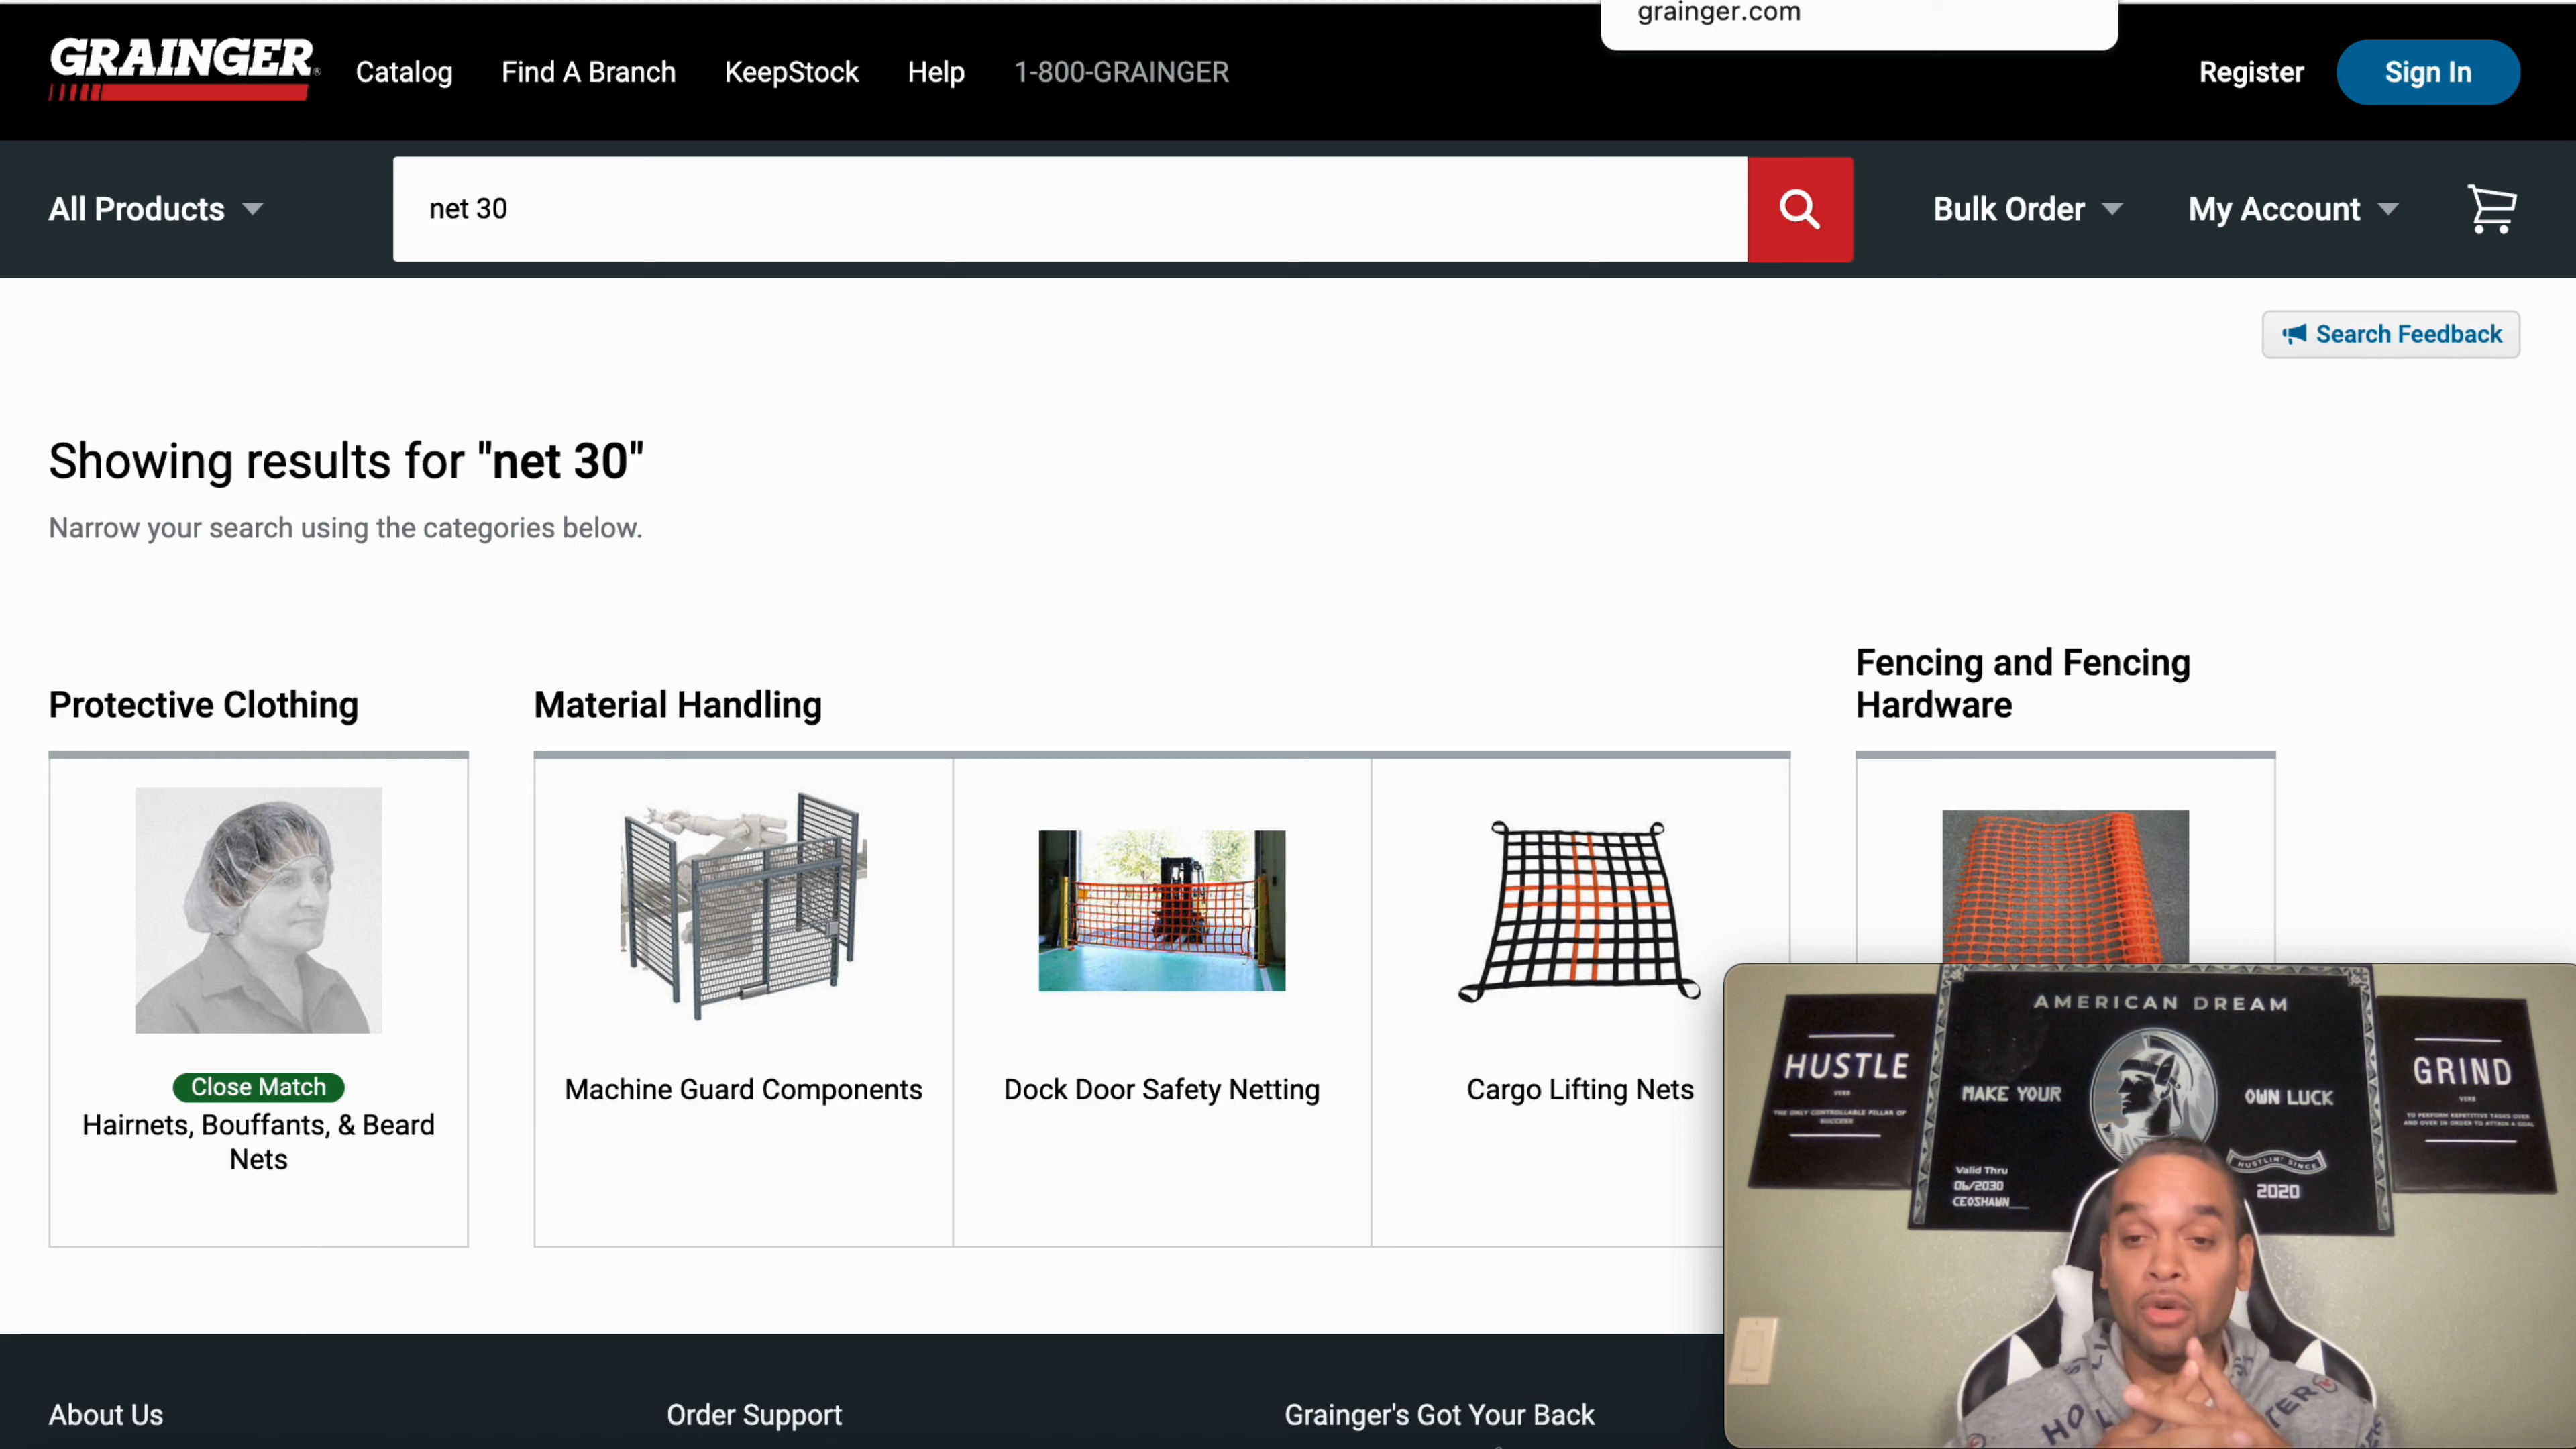 grainger.com
GRAINGER
Catalog
Find A Branch
KeepStock
Help
1-800-GRAINGER
Register
Sign In
All Products
net 30
Bulk Order
My Account
Search Feedback
Showing results for "net 30"
Narrow your search using the categories below.
Protective Clothing
Material Handling
Fencing and Fencing
Hardware
Close Match
Hairnets, Bouffants, & Beard
Nets
Machine Guard Components
Dock Door Safety Netting
Cargo Lifting Nets
HUSTLE
VERB
THE ONLY CONTROLLABLE PILLAR OF
SUCCESS
AMERICAN DREAM
MAKE YOUR
OWN LUCK
HUSTLIN' SINCE
2020
Valid Thru
06/2030
CEOSHAWN__
GRIND
VERB
TO PERFORM REPETITIVE TASKS OVER
AND OVER IN ORDER TO ATTAIN A GOAL
About Us
Order Support
Grainger's Got Your Back